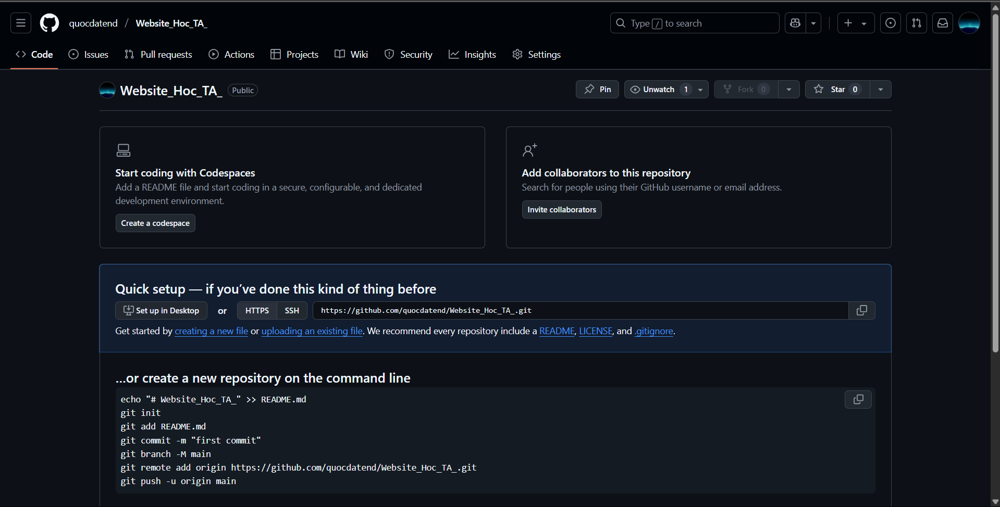 quocdatend / Website_Hoc_TA_
Type / to search
Code Issues Pull requests Actions Projects Wiki Security Insights Settings
Website_Hoc_TA_ Public
Pin Unwatch 1 Fork 0 Star 0
Start coding with Codespaces
Add a README file and start coding in a secure, configurable, and dedicated
development environment.
Create a codespace
Add collaborators to this repository
Search for people using their GitHub username or email address.
Invite collaborators
Quick setup — if you’ve done this kind of thing before
Set up in Desktop or HTTPS SSH https://github.com/quocdatend/Website_Hoc_TA_.git
Get started by creating a new file or uploading an existing file. We recommend every repository include a README, LICENSE, and .gitignore.
…or create a new repository on the command line
echo "# Website_Hoc_TA_" >> README.md
git init
git add README.md
git commit -m "first commit"
git branch -M main
git remote add origin https://github.com/quocdatend/Website_Hoc_TA_.git
git push -u origin main